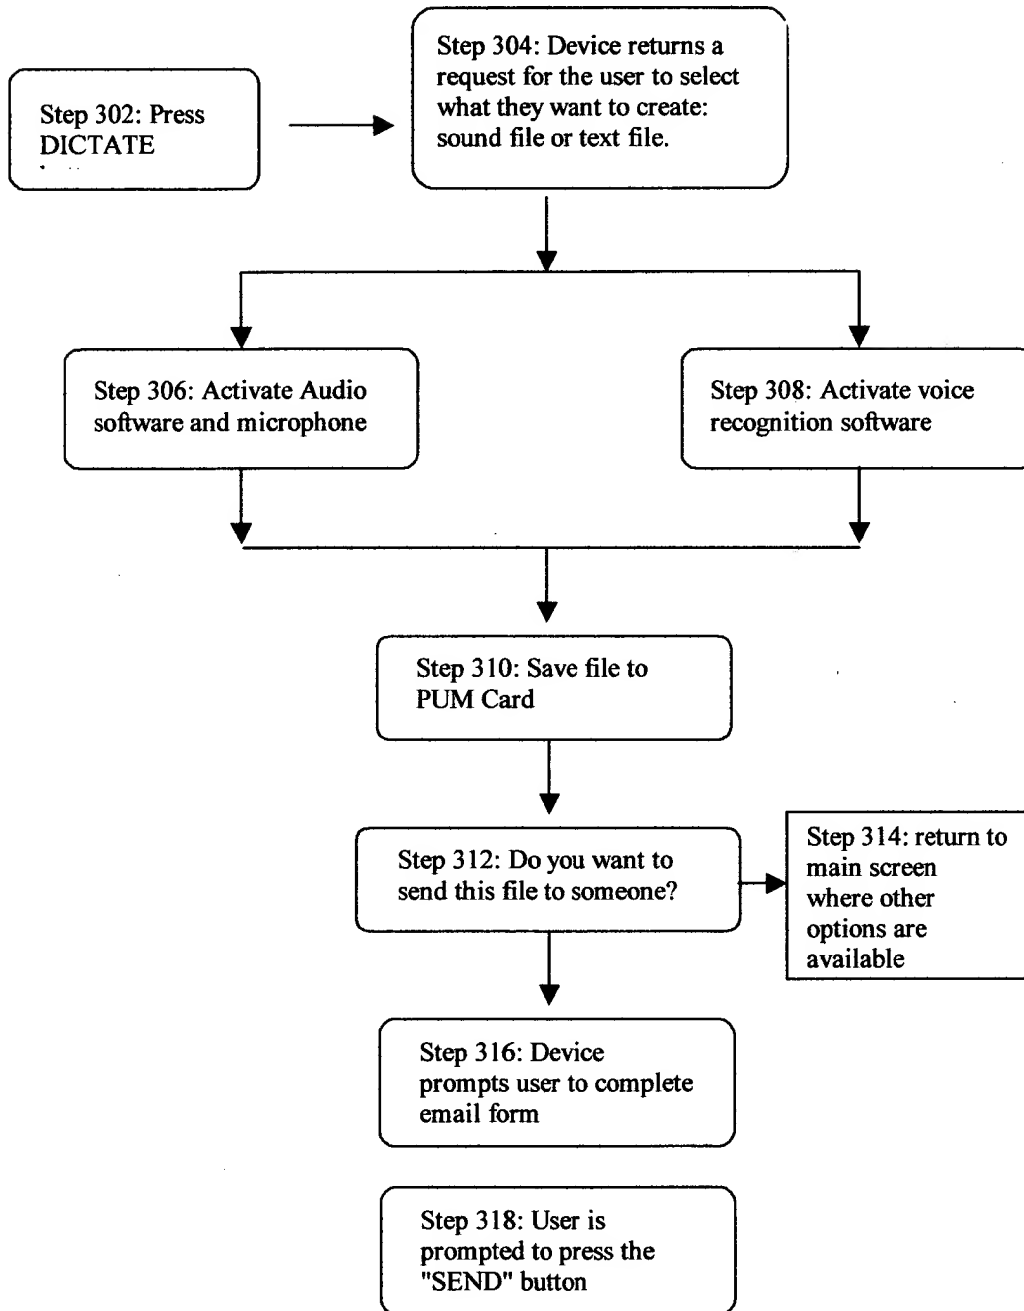 Step 302: Press
DICTATE
Step 304: Device returns a
request for the user to select
what they want to create:
sound file or text file.
Step 306: Activate Audio
software and microphone
Step 308: Activate voice
recognition software
Step 310: Save file to
PUM Card
Step 312: Do you want to
send this file to someone?
Step 314: return to
main screen
where other
options are
available
Step 316: Device
prompts user to complete
email form
Step 318: User is
prompted to press the
"SEND" button